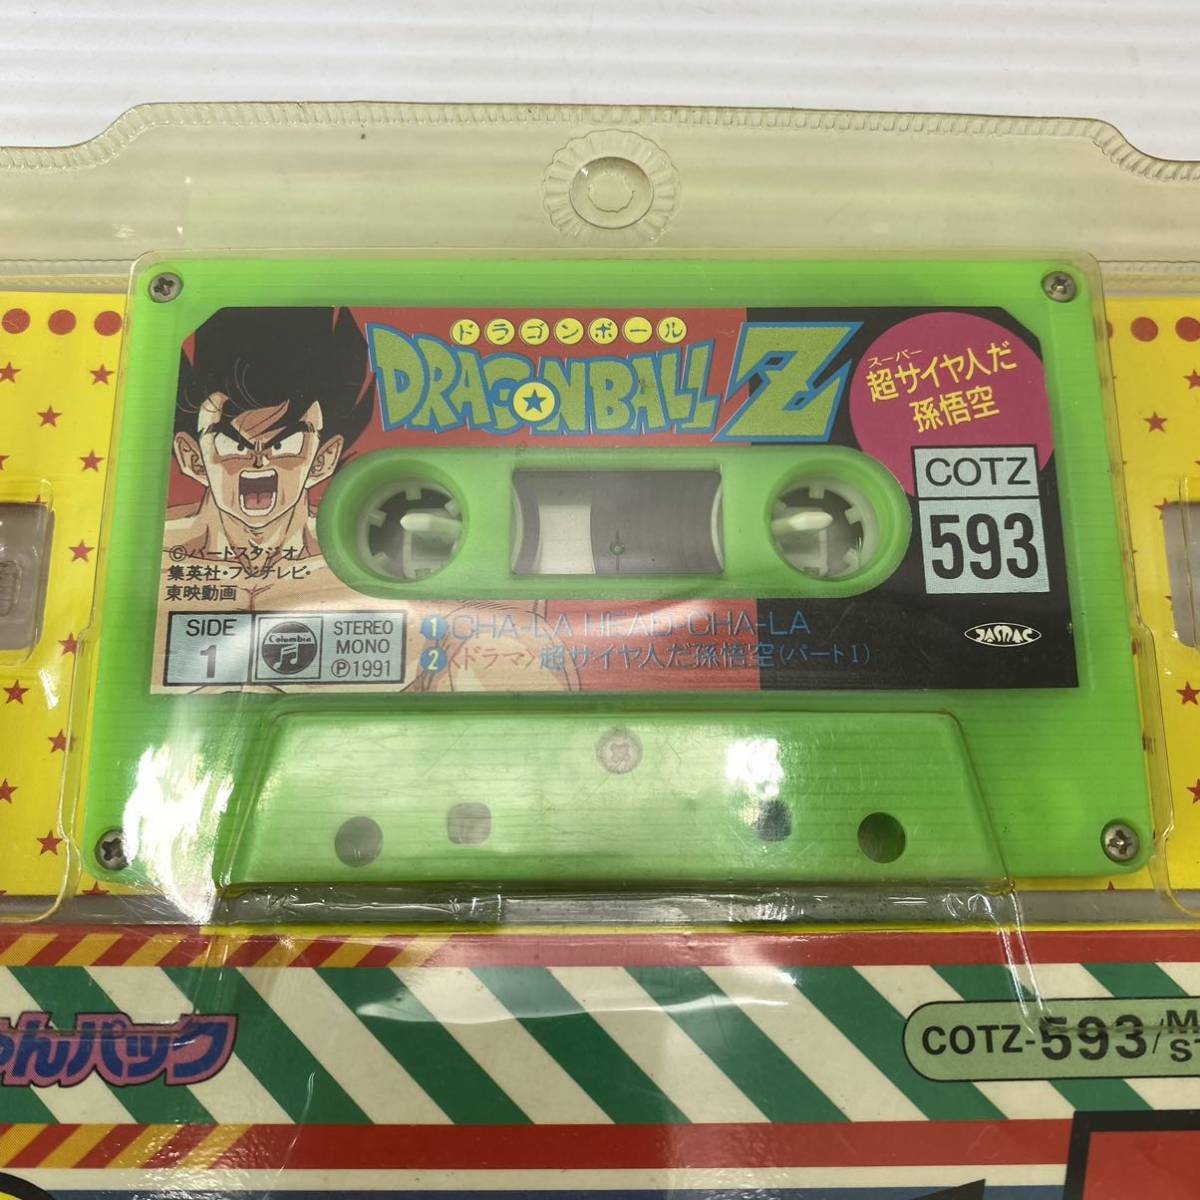 ドラゴンボール
DRAGONBALL Z
スーパー
超サイヤ人だ
孫悟空
COTZ
593
©バードスタジオ/
集英社・フジテレビ・
東映動画
SIDE
1
Columbia
STEREO
MONO
Ⓟ1991
1 CHA-LA HEAD-CHA-LA
2 〈ドラマ〉超サイヤ人だ孫悟空(パート1)
JASRAC
ゃんパック
COTZ-593/